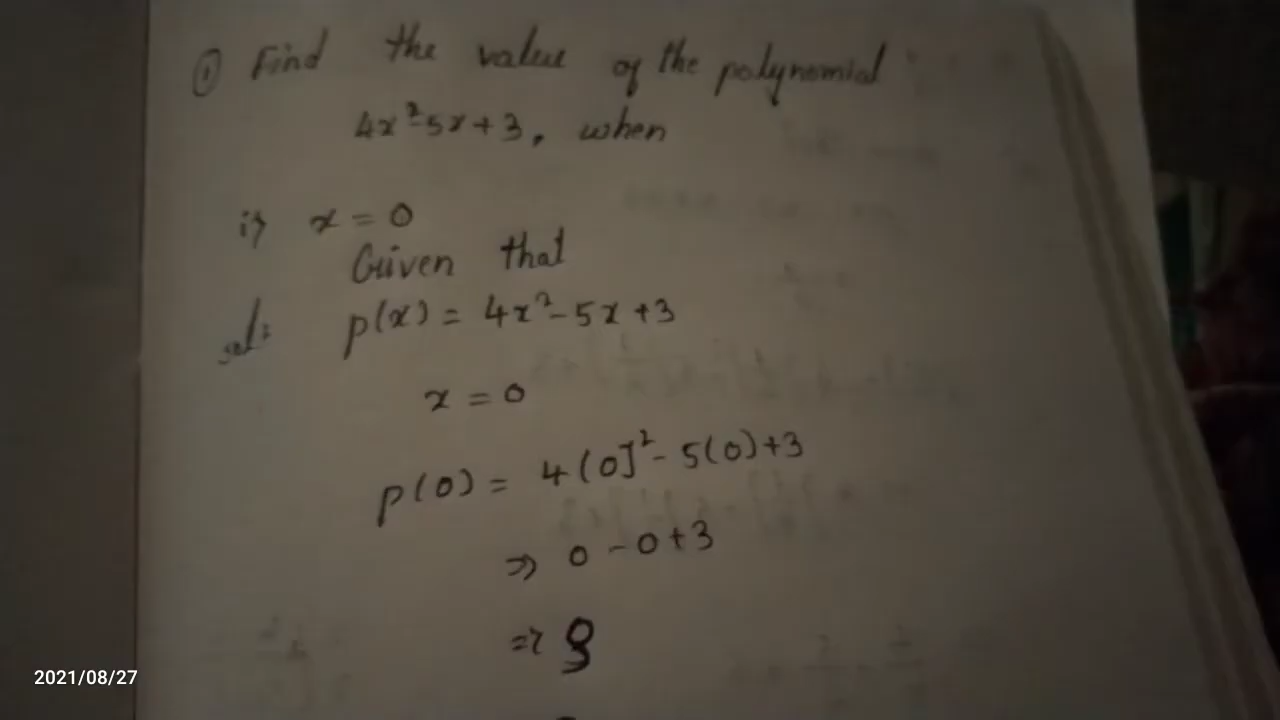 ① Find the value of the polynomial
4x²-5x+3, when
i) x = 0
Given that
sol: p(x) = 4x²-5x+3
x = 0
p(0) = 4(0]²- 5(0)+3
⇒ 0 - 0+3
⇒ 3
2021/08/27